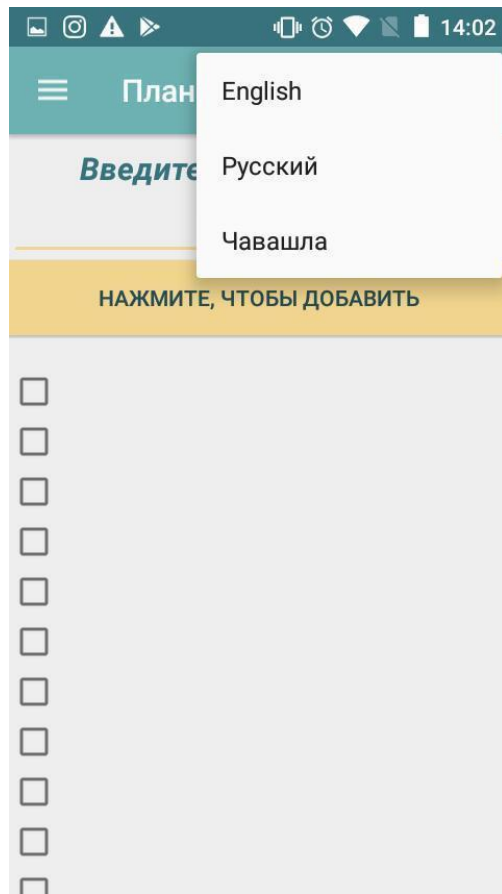 14:02
План
English
Введите
Русский
Чавашла
НАЖМИТЕ, ЧТОБЫ ДОБАВИТЬ